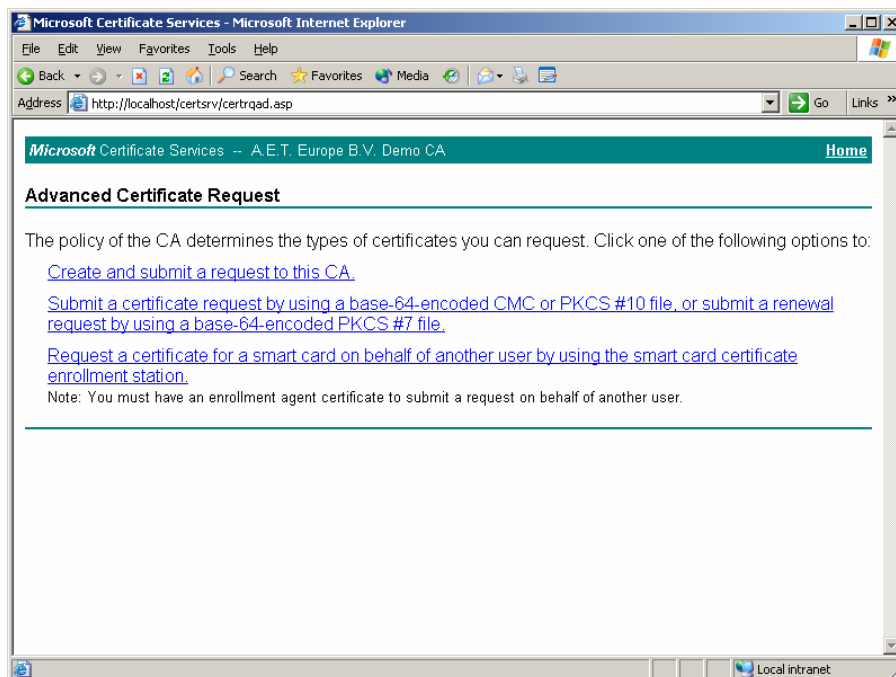 Microsoft Certificate Services - Microsoft Internet Explorer
File Edit View Favorites Tools Help
Back Search Favorites Media
Address http://localhost/certsrv/certrqad.asp Go Links »
Microsoft Certificate Services -- A.E.T. Europe B.V. Demo CA Home
Advanced Certificate Request
The policy of the CA determines the types of certificates you can request. Click one of the following options to:
Create and submit a request to this CA.
Submit a certificate request by using a base-64-encoded CMC or PKCS #10 file, or submit a renewal
request by using a base-64-encoded PKCS #7 file.
Request a certificate for a smart card on behalf of another user by using the smart card certificate
enrollment station.
Note: You must have an enrollment agent certificate to submit a request on behalf of another user.
Local intranet